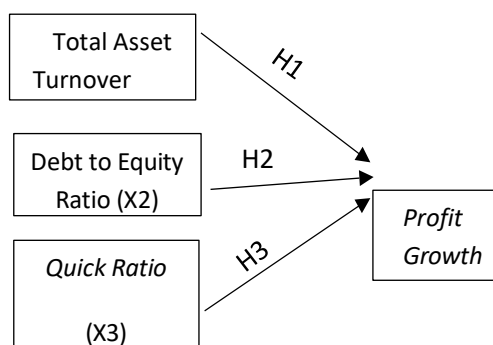 Total Asset
Turnover
H1
Debt to Equity
Ratio (X2)
H2
Profit
Growth
Quick Ratio
(X3)
H3